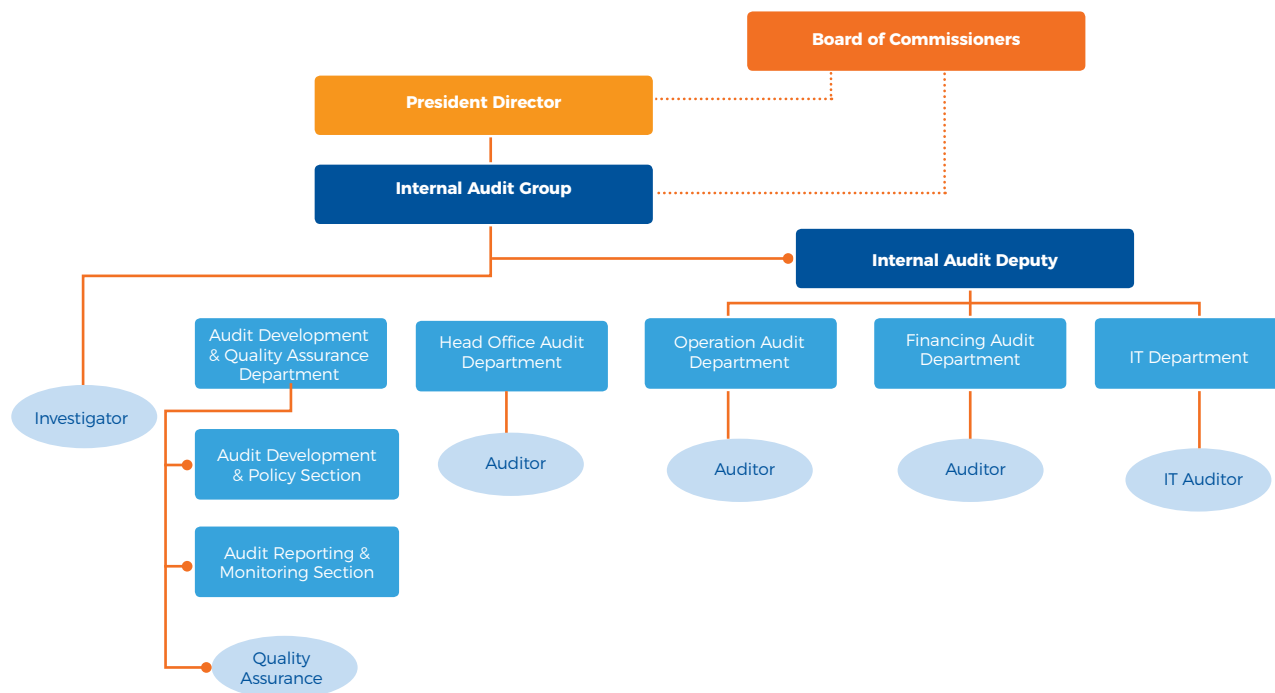 Board of Commissioners
President Director
Internal Audit Group
Internal Audit Deputy
Audit Development
& Quality Assurance
Department
Head Office Audit
Department
Operation Audit
Department
Financing Audit
Department
IT Department
Investigator
Audit Development
& Policy Section
Auditor
Auditor
Auditor
IT Auditor
Audit Reporting &
Monitoring Section
Quality
Assurance